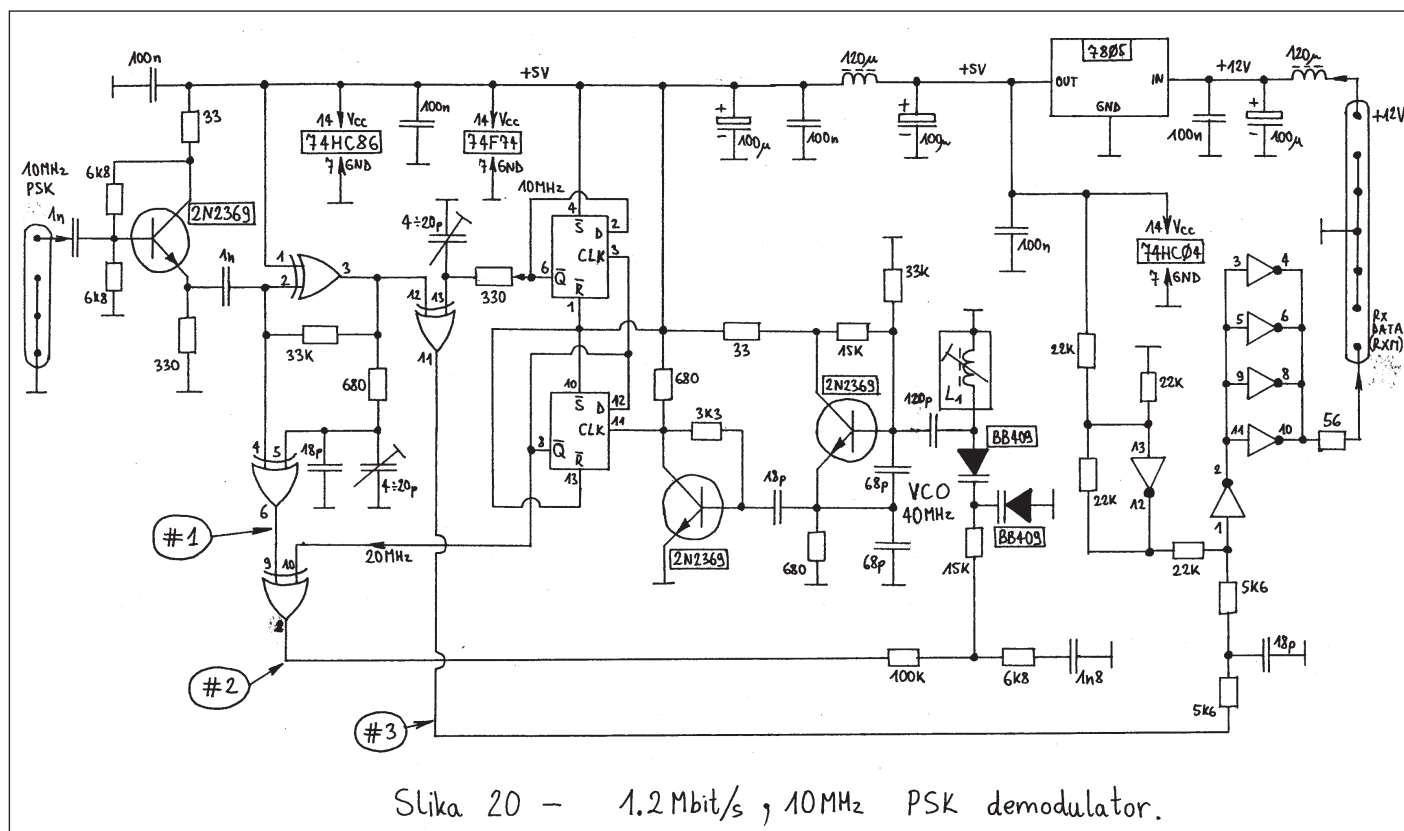 100n
+5V
120µ
+5V
7805
OUT
IN
GND
+12V
120µ
+12V
33
14 Vcc
74HC86
7 GND
100n
14 Vcc
74F74
7 GND
+
-
100µ
100n
+
-
100µ
100n
+
-
100µ
10MHz
PSK
6k8
1n
2N2369
6k8
1n
330
1
2
3
33K
680
4÷20p
12
13
11
330
10MHz
4
S
D
2
CLK
3
6
Q
R
1
10
S
D
12
CLK
11
8
Q
R
13
33K
100n
14 Vcc
74HC04
7 GND
3
4
5
6
9
8
11
10
RX
DATA
(RXM)
33
15K
680
3K3
2N2369
120p
L1
BB409
22K
22K
13
12
22K
22K
2
1
56
4
5
18p
4÷20p
6
#1
20MHz
9
10
#2
#3
2N2369
18p
680
68p
68p
VCO
40MHz
BB409
15K
5K6
18p
5K6
100K
6k8
1n8
Slika 20 - 1.2 Mbit/s, 10MHz PSK demodulator.